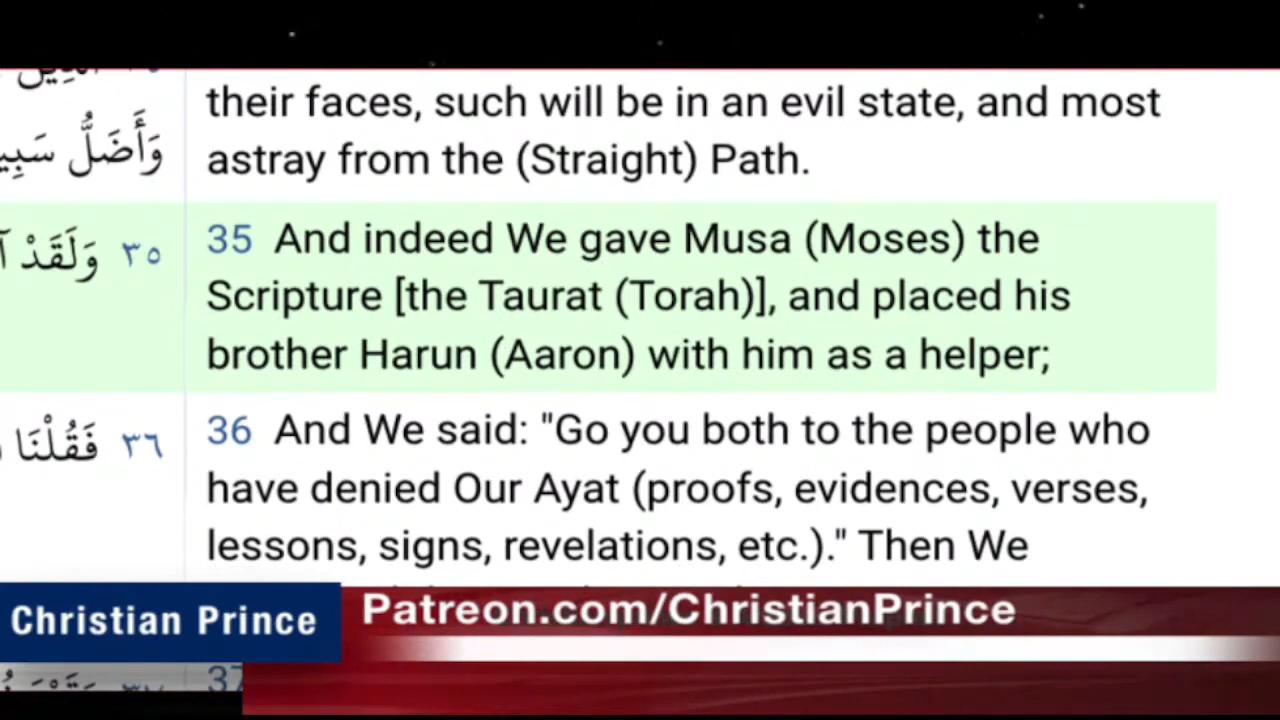 their faces, such will be in an evil state, and most
وَأَضَلُّ
astray from the (Straight) Path.
٣٥ وَلَقَدْ
35 And indeed We gave Musa (Moses) the
Scripture [the Taurat (Torah)], and placed his
brother Harun (Aaron) with him as a helper;
٣٦ فَقُلْنَا
36 And We said: "Go you both to the people who
have denied Our Ayat (proofs, evidences, verses,
lessons, signs, revelations, etc.)." Then We
Christian Prince
Patreon.com/ChristianPrince
37